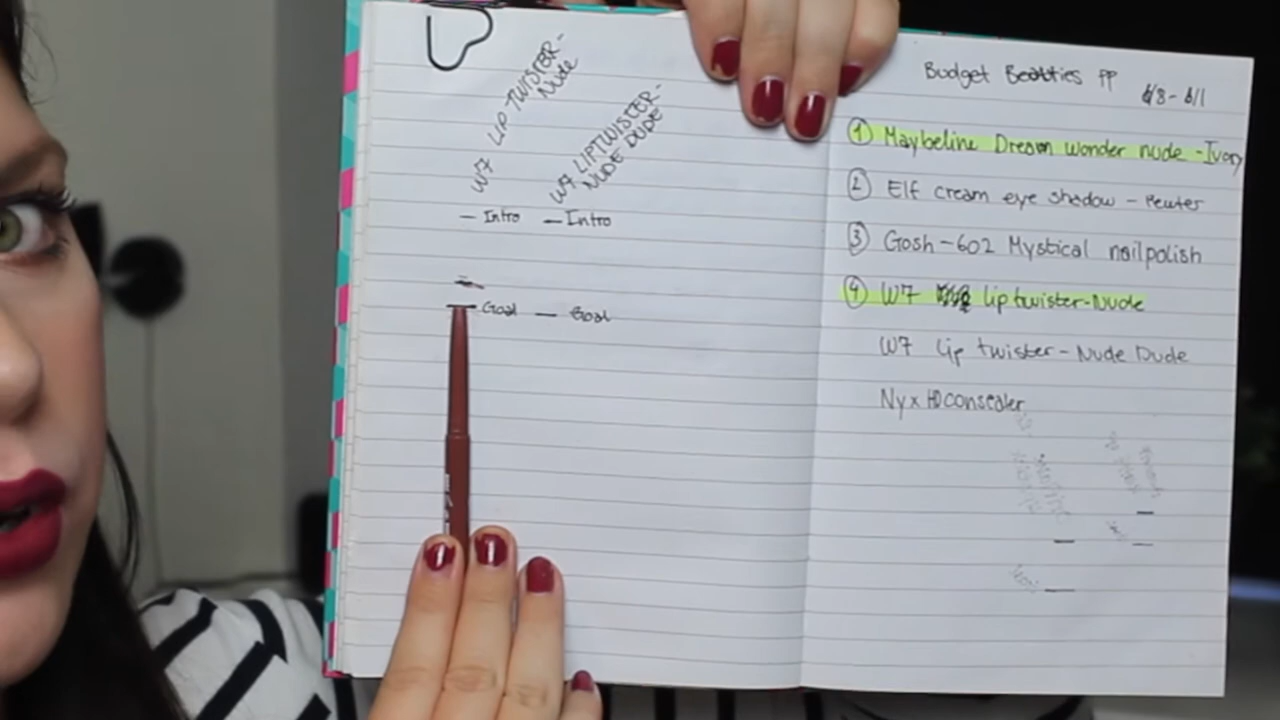 W7 LIP TWISTER-
Nude
W7 LIPTWISTER-
NUDE DUDE
- Intro
- Intro
Goal
- Goal
Budget Beauties PP
6/8 - 6/1
① Maybeline Dream wonder nude - Ivory
② Elf cream eye shadow - Pewter
③ Gosh-602 Mystical nailpolish
④ W7 lip twister-Nude
W7 Lip twister - Nude Dude
Nyx HD consealer